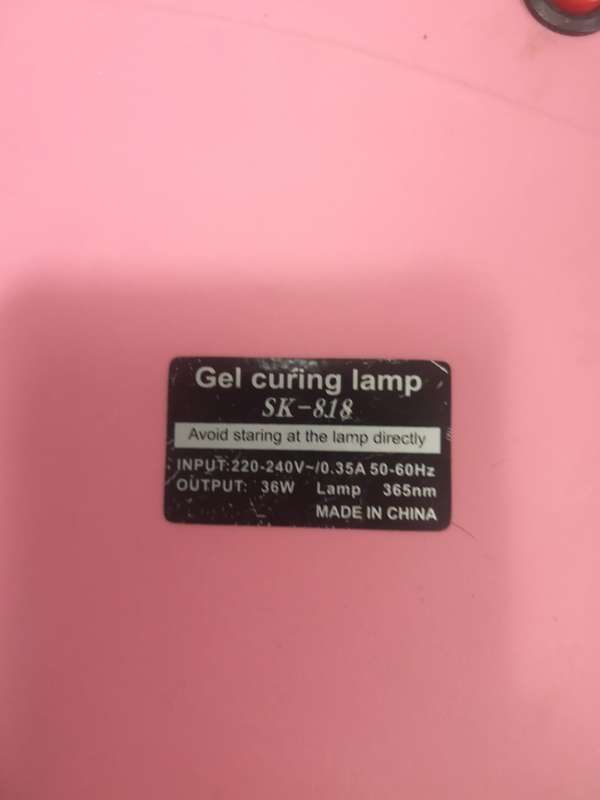 Gel curing lamp
SK-818
Avoid staring at the lamp directly
INPUT:220-240V~/0.35A 50-60Hz
OUTPUT: 36W Lamp 365nm
MADE IN CHINA